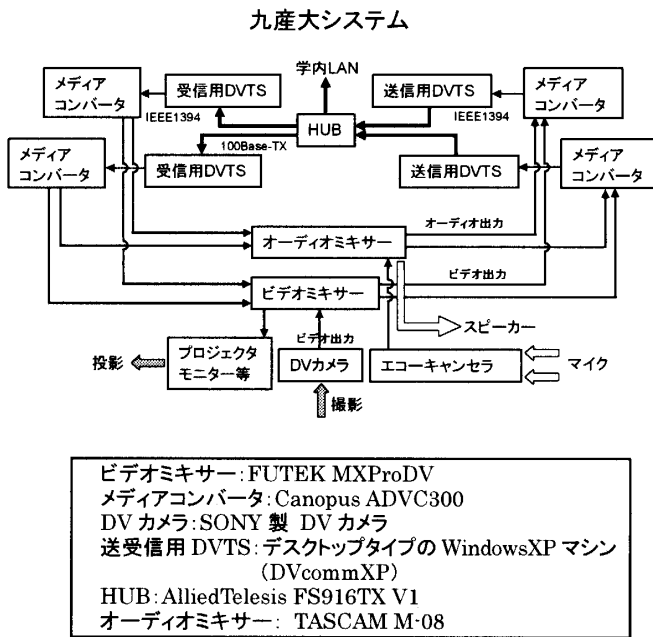 九産大システム
学内LAN
メディア
コンバータ
受信用DVTS
送信用DVTS
メディア
コンバータ
IEEE1394
HUB
IEEE1394
100Base-TX
メディア
コンバータ
受信用DVTS
送信用DVTS
メディア
コンバータ
オーディオ出力
オーディオミキサー
ビデオ出力
ビデオミキサー
スピーカー
ビデオ出力
投影
プロジェクタ
モニター等
DVカメラ
エコーキャンセラ
マイク
撮影
ビデオミキサー:FUTEK MXProDV
メディアコンバータ:Canopus ADVC300
DV カメラ:SONY 製 DV カメラ
送受信用 DVTS:デスクトップタイプの WindowsXP マシン
(DVcommXP)
HUB:AlliedTelesis FS916TX V1
オーディオミキサー: TASCAM M-08